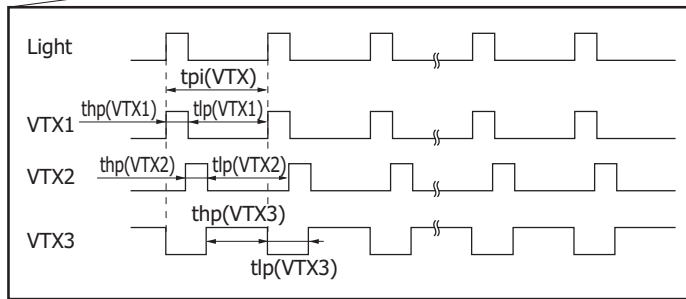 Light
tpi(VTX)
thp(VTX1) tlp(VTX1)
VTX1
thp(VTX2) tlp(VTX2)
VTX2
thp(VTX3)
VTX3
tlp(VTX3)